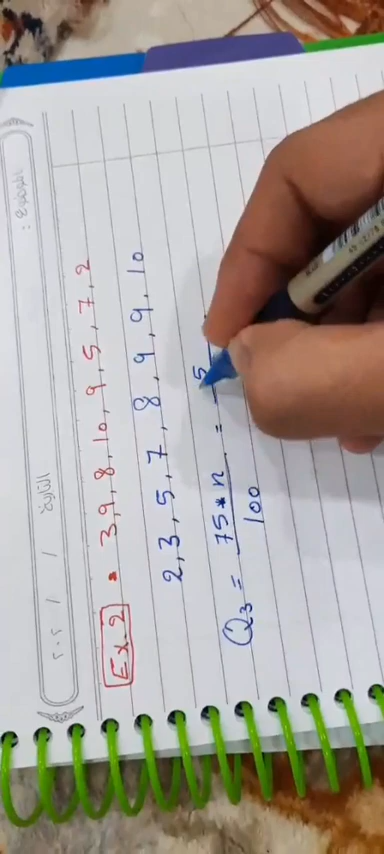 الموضوع :
التاريخ / / ٢٠٢
Ex.2 = 3,9,8,10,9,5,7,2
2,3,5,7,8,9,9,10
Q₃ = 75*n / 100 = 5